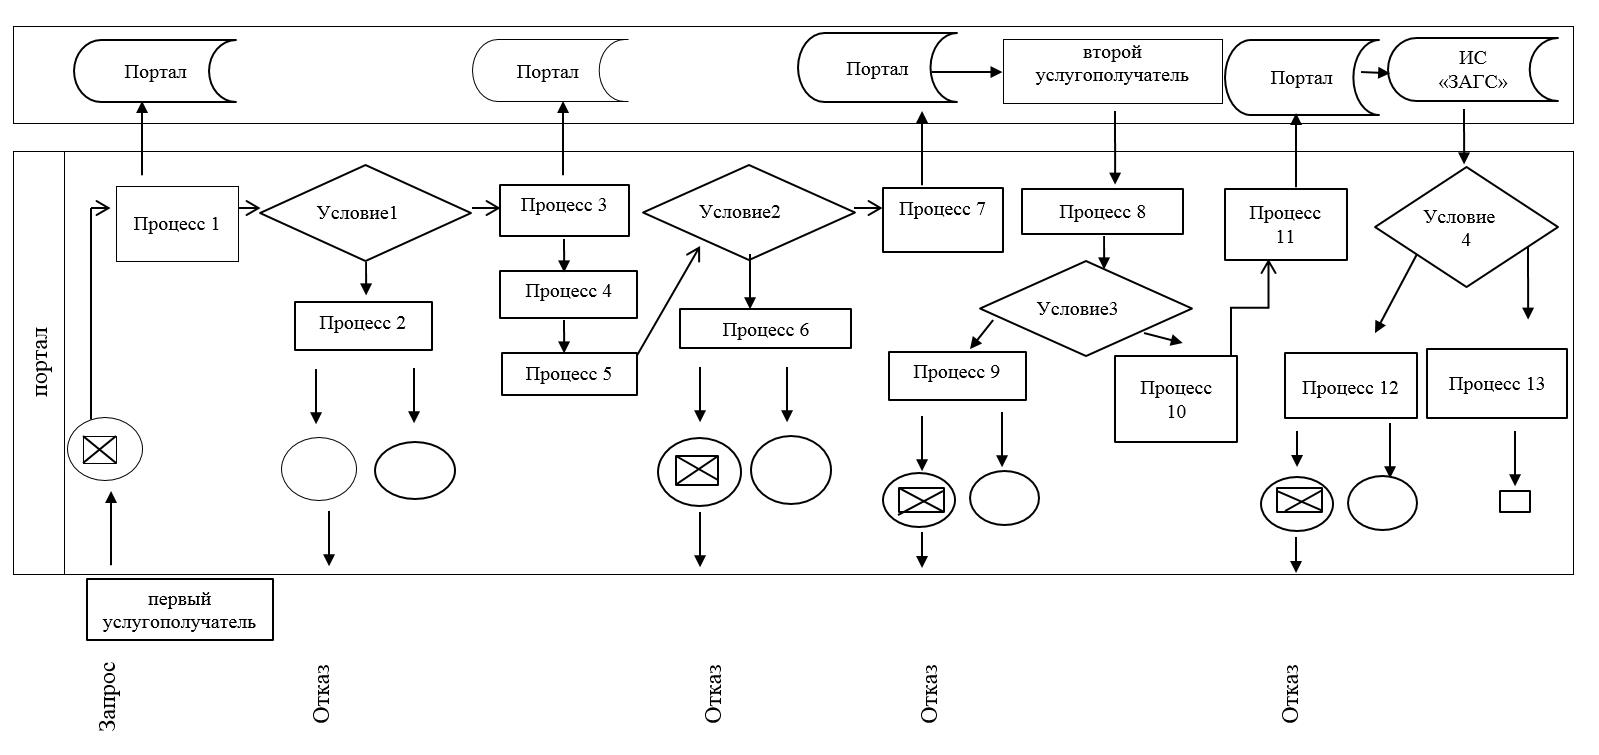 Портал
Портал
Портал
второй
услугополучатель
Портал
ИС
«ЗАГС»
портал
Процесс 1
Условие1
Процесс 2
Процесс 3
Процесс 4
Процесс 5
Условие2
Процесс 6
Процесс 7
Процесс 8
Условие3
Процесс 9
Процесс
10
Процесс
11
Условие
4
Процесс 12
Процесс 13
первый
услугополучатель
Запрос
Отказ
Отказ
Отказ
Отказ